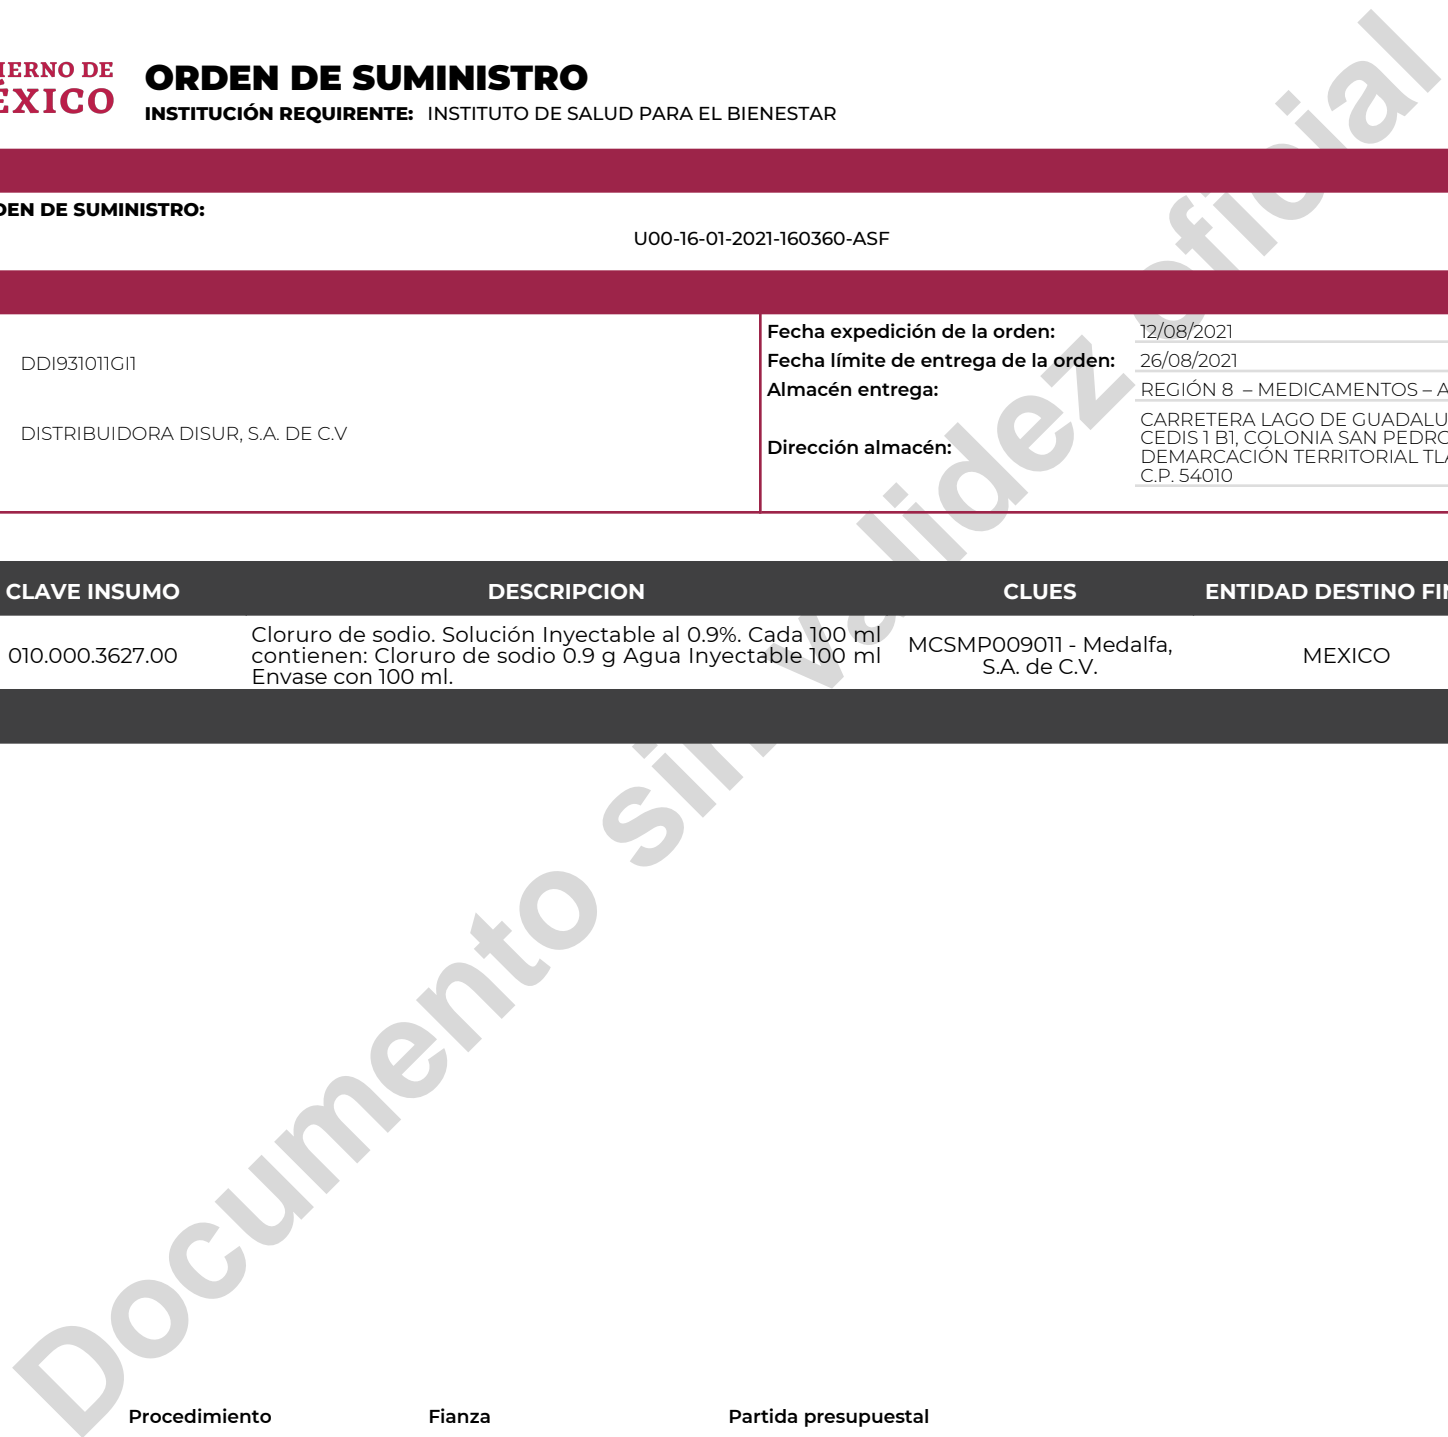 IERNO DE
ÉXICO
ORDEN DE SUMINISTRO
INSTITUCIÓN REQUIRENTE: INSTITUTO DE SALUD PARA EL BIENESTAR
DEN DE SUMINISTRO:
U00-16-01-2021-160360-ASF
DDI931011GI1
DISTRIBUIDORA DISUR, S.A. DE C.V
Fecha expedición de la orden: 12/08/2021
Fecha límite de entrega de la orden: 26/08/2021
Almacén entrega: REGIÓN 8 – MEDICAMENTOS – A
Dirección almacén: CARRETERA LAGO DE GUADALU
CEDIS 1 B1, COLONIA SAN PEDRO
DEMARCACIÓN TERRITORIAL TLA
C.P. 54010
CLAVE INSUMO DESCRIPCION CLUES ENTIDAD DESTINO FIN
010.000.3627.00
Cloruro de sodio. Solución Inyectable al 0.9%. Cada 100 ml
contienen: Cloruro de sodio 0.9 g Agua Inyectable 100 ml
Envase con 100 ml.
MCSMP009011 - Medalfa,
S.A. de C.V.
MEXICO
Documento sin validez oficial
Procedimiento Fianza Partida presupuestal